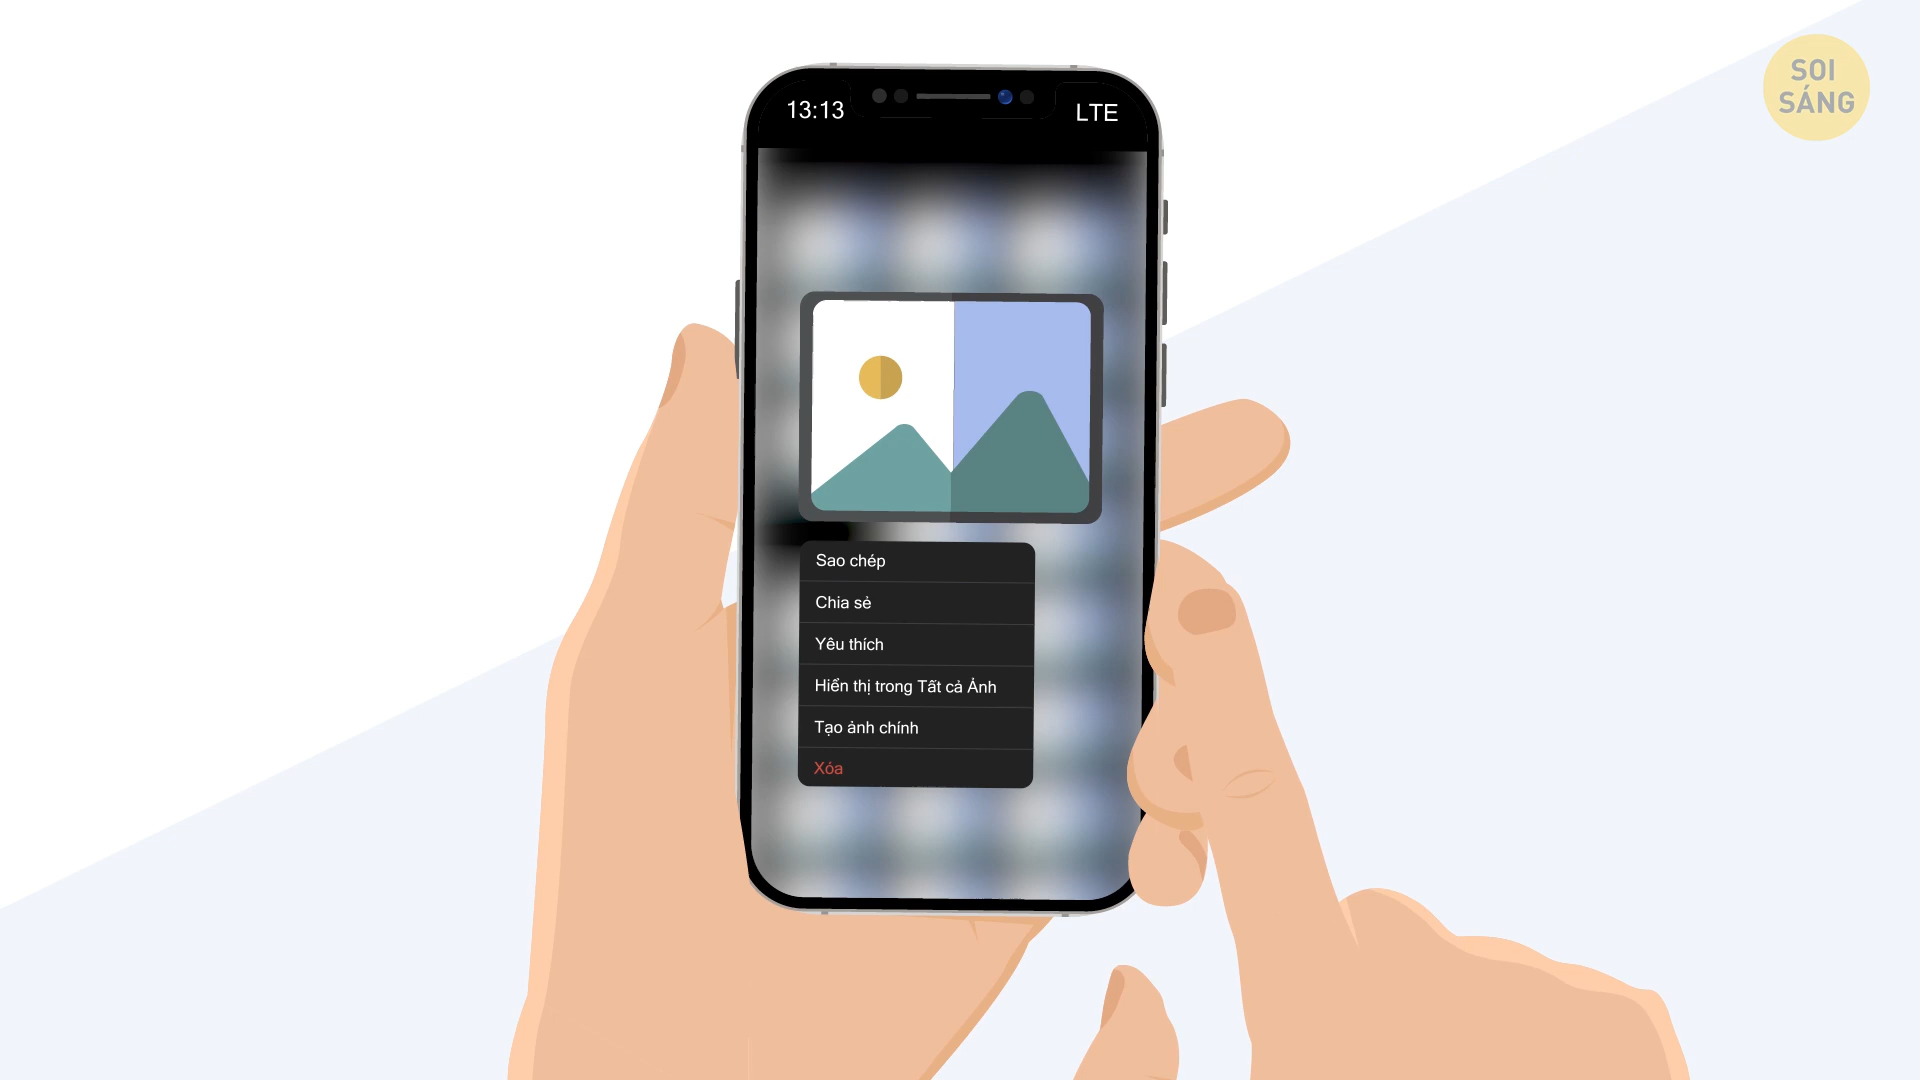 SOI
SÁNG
13:13
LTE
Sao chép
Chia sẻ
Yêu thích
Hiển thị trong Tất cả Ảnh
Tạo ảnh chính
Xóa